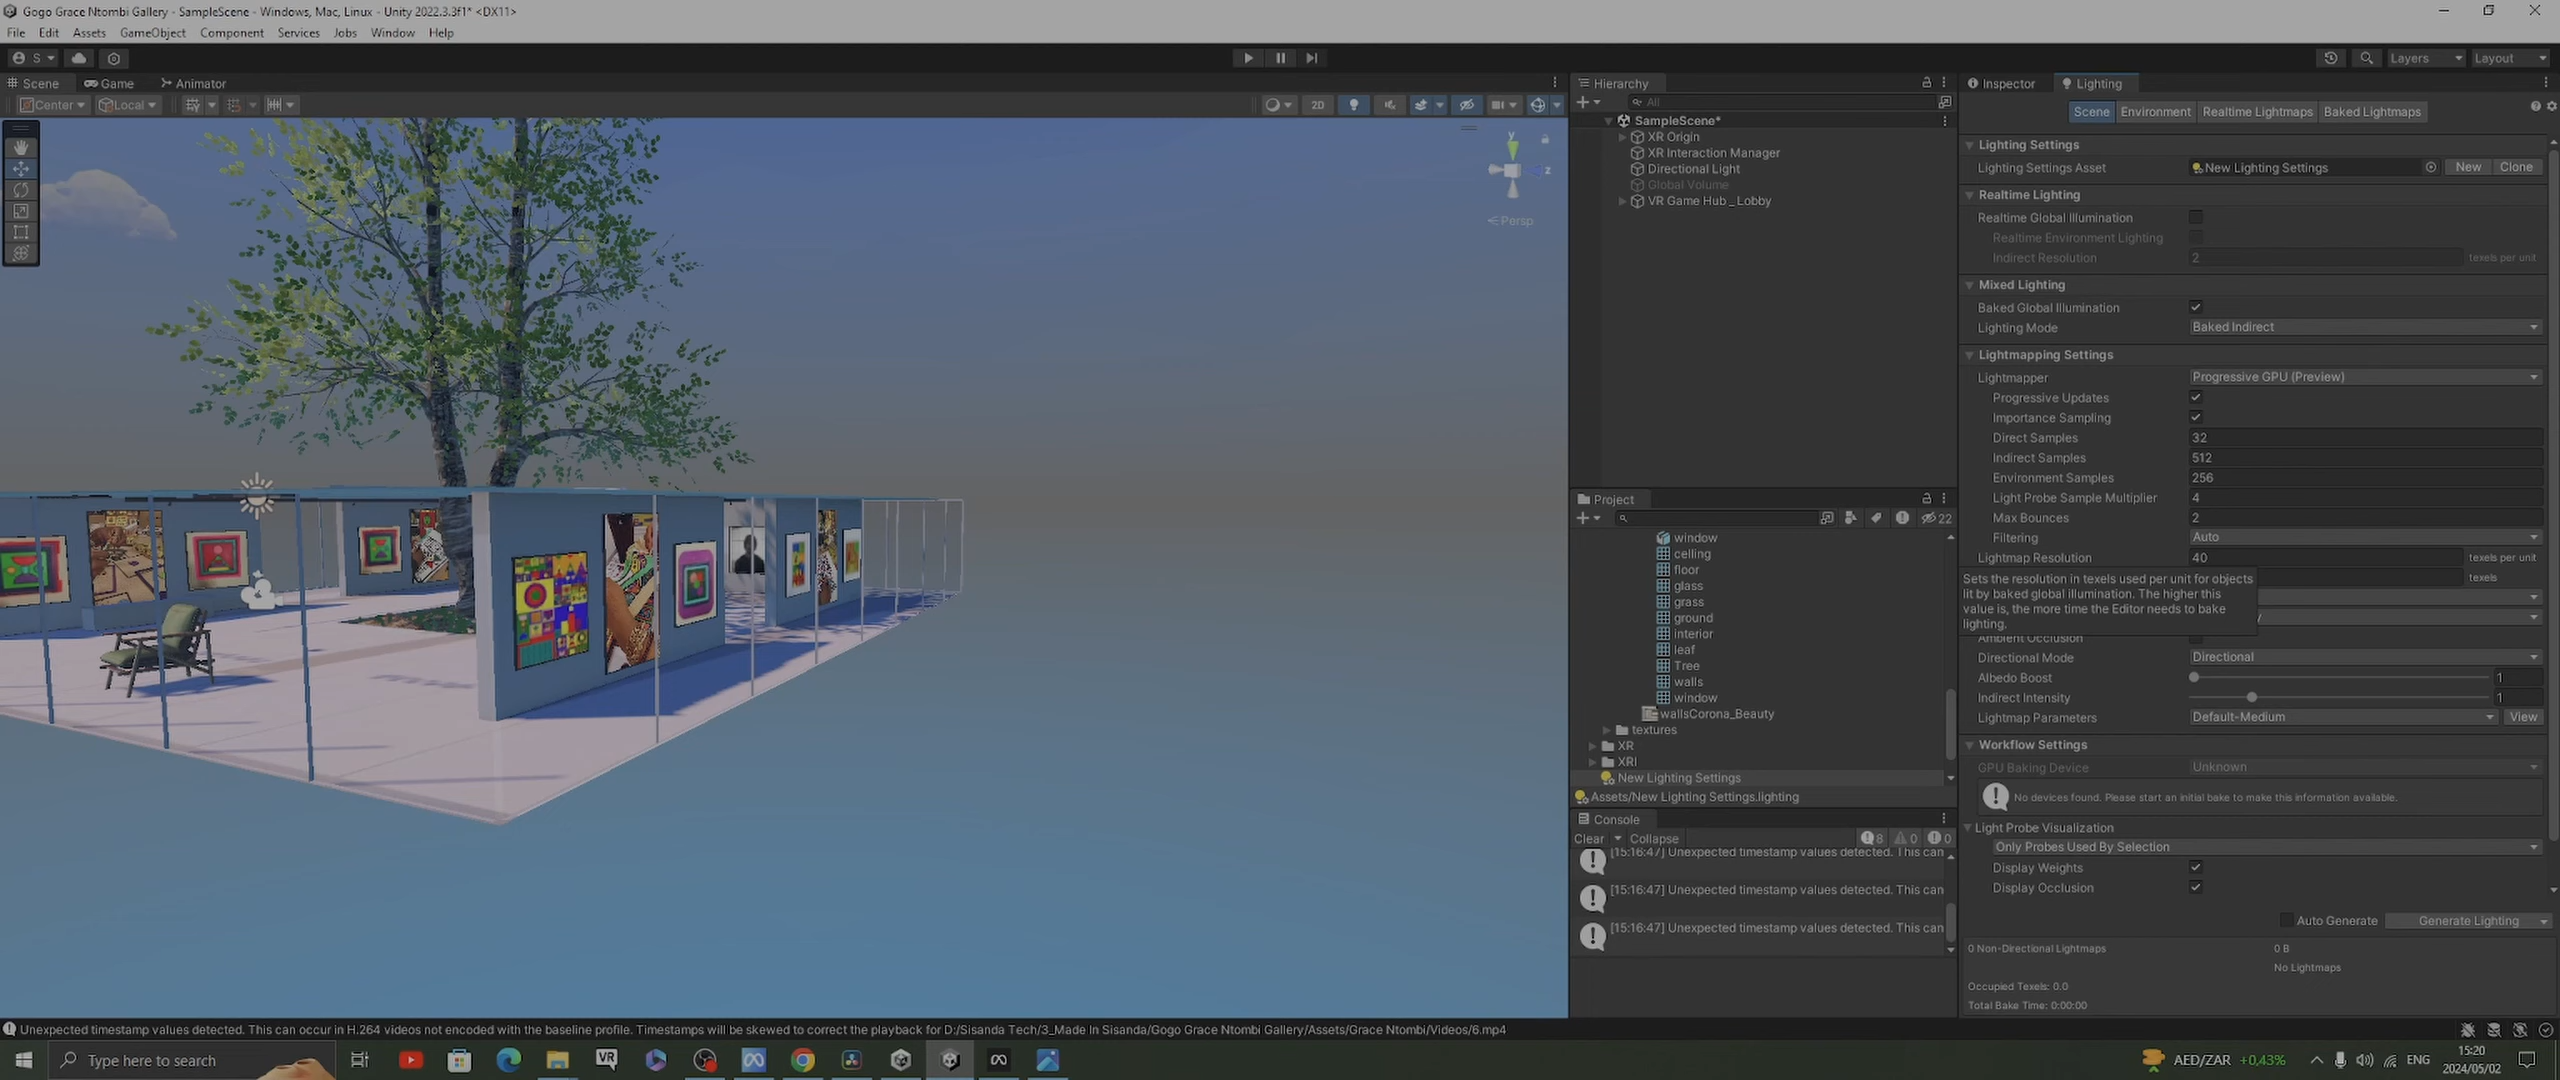 Gogo Grace Ntombi Gallery - SampleScene - Windows, Mac, Linux - Unity 2022.3.3f1* <DX11>
File Edit Assets GameObject Component Services Jobs Window Help
S Layers Layout
Scene Game Animator
Center Local 2D
y
z
Persp
Hierarchy
All
SampleScene*
XR Origin
XR Interaction Manager
Directional Light
Global Volume
VR Game Hub _ Lobby
Project
22
window
celling
floor
glass
grass
ground
interior
leaf
Tree
walls
window
wallsCorona_Beauty
textures
XR
XRI
New Lighting Settings
Assets/New Lighting Settings.lighting
Console
Clear Collapse 8 0 0
[15:16:47] Unexpected timestamp values detected. This can
[15:16:47] Unexpected timestamp values detected. This can
[15:16:47] Unexpected timestamp values detected. This can
Inspector Lighting
Scene Environment Realtime Lightmaps Baked Lightmaps
Lighting Settings
Lighting Settings Asset New Lighting Settings New Clone
Realtime Lighting
Realtime Global Illumination
Realtime Environment Lighting
Indirect Resolution 2 texels per unit
Mixed Lighting
Baked Global Illumination
Lighting Mode Baked Indirect
Lightmapping Settings
Lightmapper Progressive GPU (Preview)
Progressive Updates
Importance Sampling
Direct Samples 32
Indirect Samples 512
Environment Samples 256
Light Probe Sample Multiplier 4
Max Bounces 2
Filtering Auto
Lightmap Resolution 40 texels per unit
texels
Sets the resolution in texels used per unit for objects
lit by baked global illumination. The higher this
value is, the more time the Editor needs to bake
lighting.
Ambient Occlusion
Directional Mode Directional
Albedo Boost 1
Indirect Intensity 1
Lightmap Parameters Default-Medium View
Workflow Settings
GPU Baking Device Unknown
No devices found. Please start an initial bake to make this information available.
Light Probe Visualization
Only Probes Used By Selection
Display Weights
Display Occlusion
Auto Generate Generate Lighting
0 Non-Directional Lightmaps 0 B
No Lightmaps
Occupied Texels: 0.0
Total Bake Time: 0:00:00
Unexpected timestamp values detected. This can occur in H.264 videos not encoded with the baseline profile. Timestamps will be skewed to correct the playback for D:/Sisanda Tech/3_Made In Sisanda/Gogo Grace Ntombi Gallery/Assets/Grace Ntombi/Videos/6.mp4
Type here to search
VR
AED/ZAR +0,43% ENG
15:20
2024/05/02